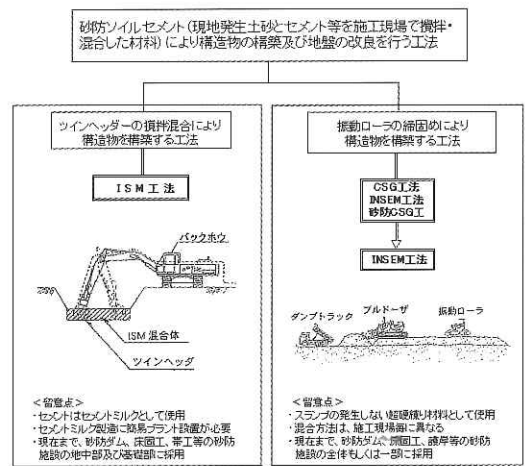 砂防ソイルセメント(現地発生土砂とセメント等を施工現場で攪拌・
混合した材料)により構造物の構築及び地盤の改良を行う工法
ツインヘッダーの攪拌混合により
構造物を構築する工法
ISM工法
バックホウ
ISM混合体
ツインヘッダ
<留意点>
・セメントはセメントミルクとして使用
・セメントミルク製造に簡易プラント設置が必要
・現在まで、砂防ダム、床固工、帯工等の砂防
施設の地中部及び基礎部に採用
振動ローラの締固めにより
構造物を構築する工法
CSG工法
INSEM工法
砂防CSG工
INSEM工法
ダンプトラック
ブルドーザ
振動ローラ
<留意点>
・スランプの発生しない超硬練り材料として使用
・混合方法は、施工現場毎に異なる
・現在まで、砂防ダム、床固工、護岸等の砂防
施設の全体もしくは一部に採用